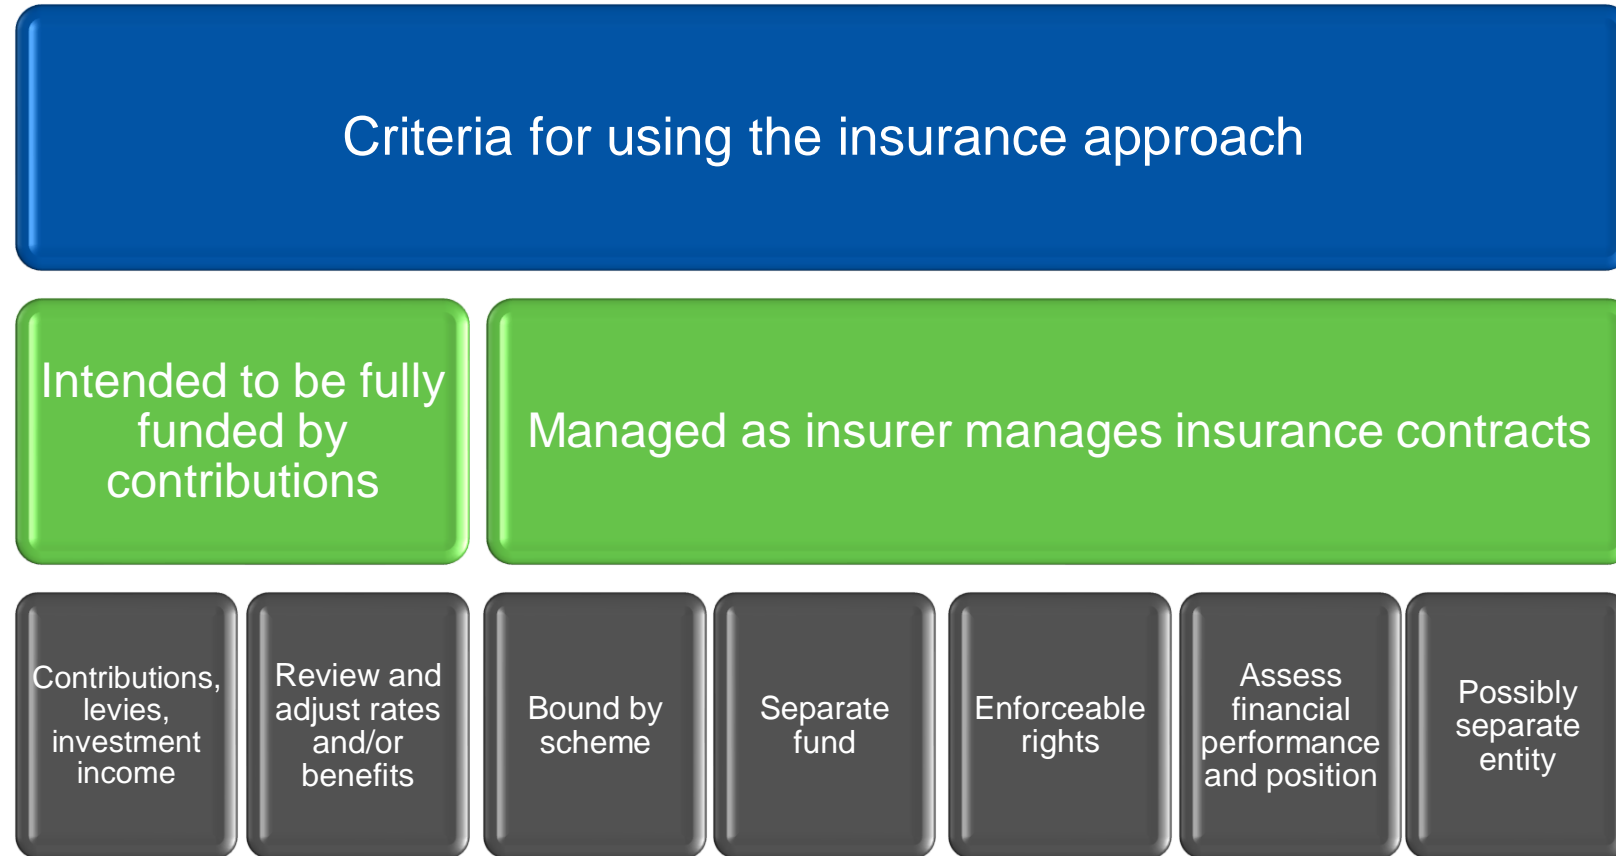 Criteria for using the insurance approach
Intended to be fully
funded by
contributions
Managed as insurer manages insurance contracts
Contributions,
levies,
investment
income
Review and
adjust rates
and/or
benefits
Bound by
scheme
Separate
fund
Enforceable
rights
Assess
financial
performance
and position
Possibly
separate
entity